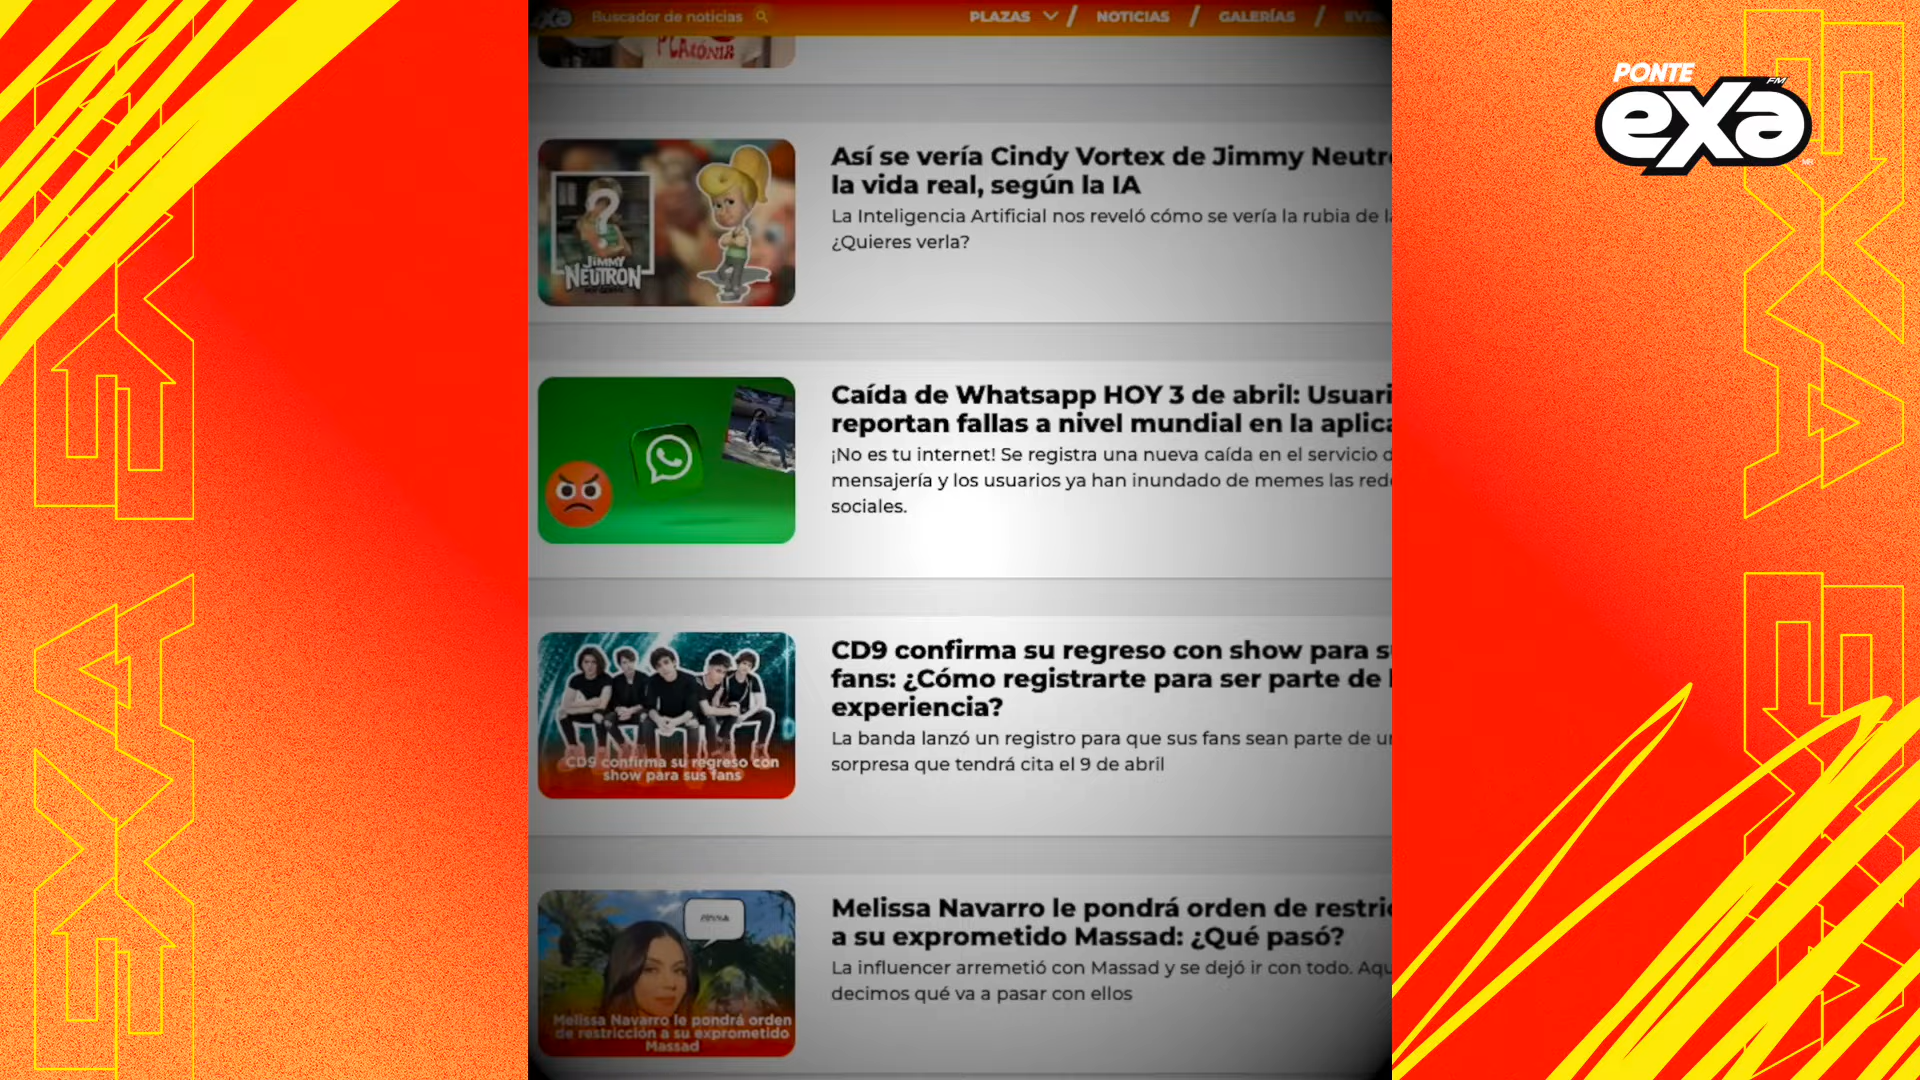 Buscador de noticias
PLAZAS / NOTICIAS / GALERÍAS /
PONTE
exa FM
Así se vería Cindy Vortex de Jimmy
la vida real, según la IA
La Inteligencia Artificial nos reveló cómo se vería la rubia de
¿Quieres verla?
?
JIMMY
NEUTRON
Caída de Whatsapp HOY 3 de abril:
reportan fallas a nivel mundial en la
¡No es tu internet! Se registra una nueva caída en el servicio
mensajería y los usuarios ya han inundado de memes las
sociales.
CD9 confirma su regreso con show para
fans: ¿Cómo registrarte para ser parte de
experiencia?
La banda lanzó un registro para que sus fans sean parte de
sorpresa que tendrá cita el 9 de abril
CD9 confirma su regreso con
show para sus fans
Melissa Navarro le pondrá orden de
a su exprometido Massad: ¿Qué pasó?
La influencer arremetió con Massad y se dejó ir con todo.
decimos qué va a pasar con ellos
Melissa Navarro le pondrá orden
de restricción a su exprometido
Massad
EXA
EXA